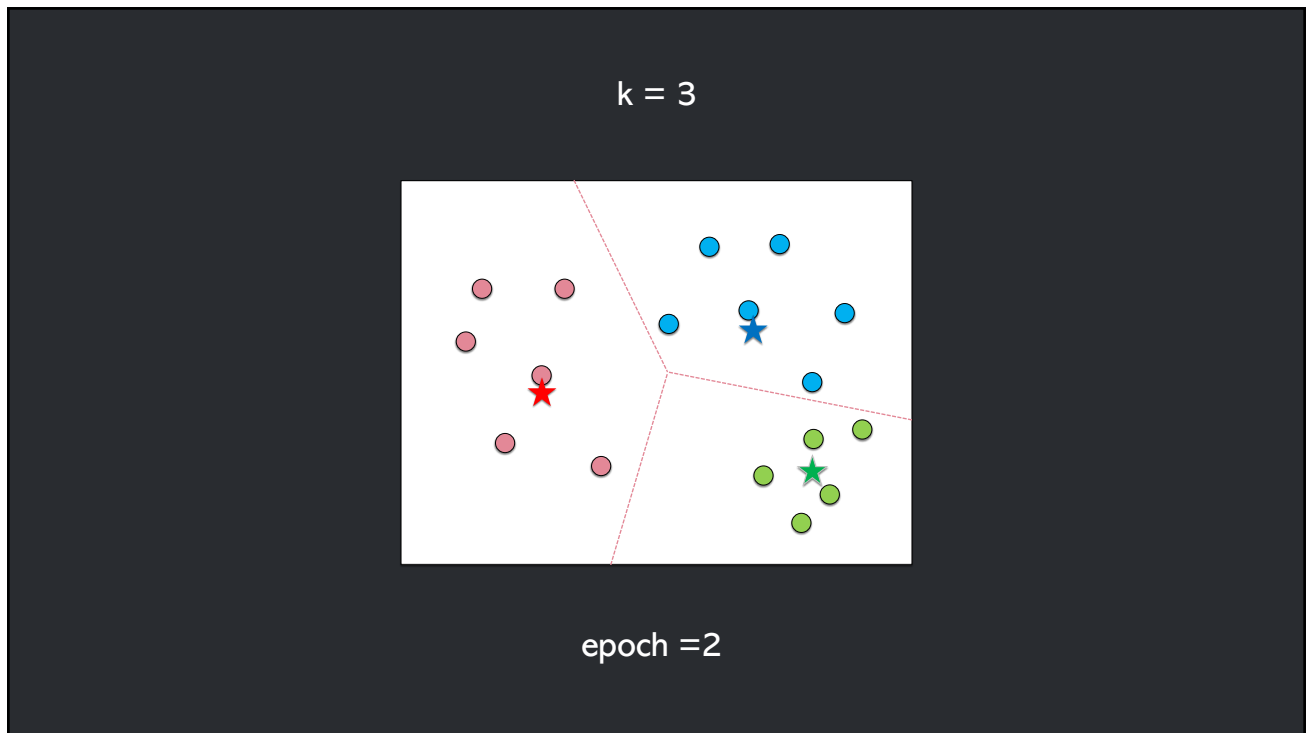 k = 3
epoch =2